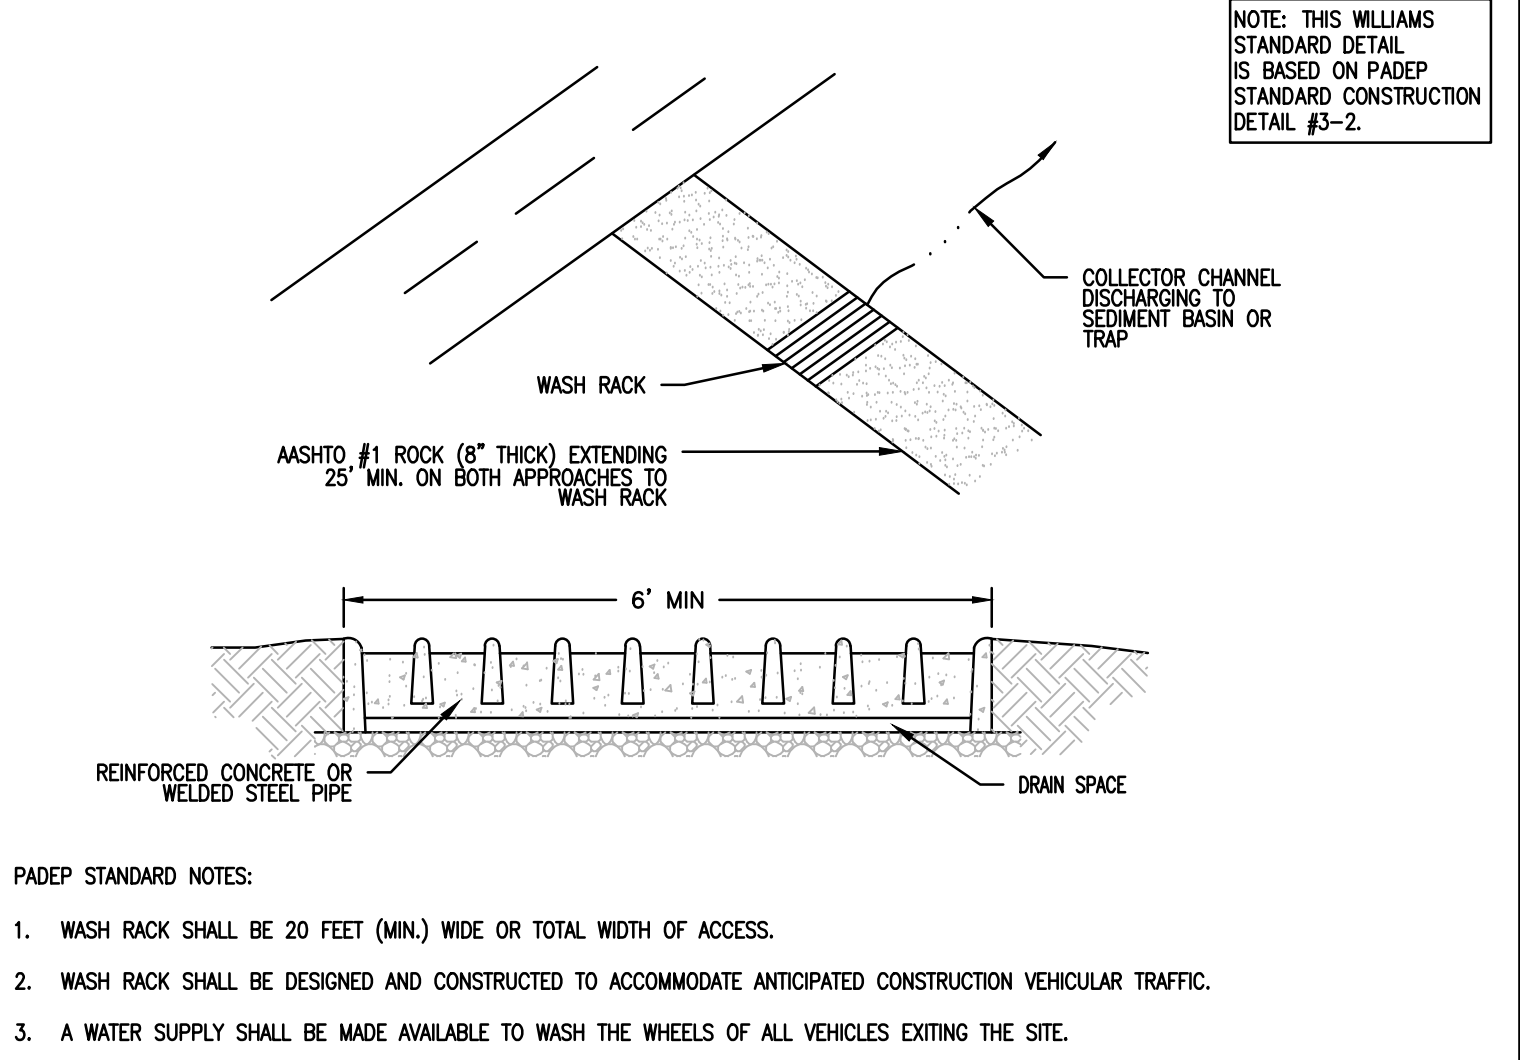 NOTE: THIS WILLIAMS
STANDARD DETAIL
IS BASED ON PADEP
STANDARD CONSTRUCTION
DETAIL #3-2.
COLLECTOR CHANNEL
DISCHARGING TO
SEDIMENT BASIN OR
TRAP
WASH RACK
AASHTO #1 ROCK (8" THICK) EXTENDING
25' MIN. ON BOTH APPROACHES TO
WASH RACK
6' MIN
REINFORCED CONCRETE OR
WELDED STEEL PIPE
DRAIN SPACE
PADEP STANDARD NOTES:
1. WASH RACK SHALL BE 20 FEET (MIN.) WIDE OR TOTAL WIDTH OF ACCESS.
2. WASH RACK SHALL BE DESIGNED AND CONSTRUCTED TO ACCOMMODATE ANTICIPATED CONSTRUCTION VEHICULAR TRAFFIC.
3. A WATER SUPPLY SHALL BE MADE AVAILABLE TO WASH THE WHEELS OF ALL VEHICLES EXITING THE SITE.